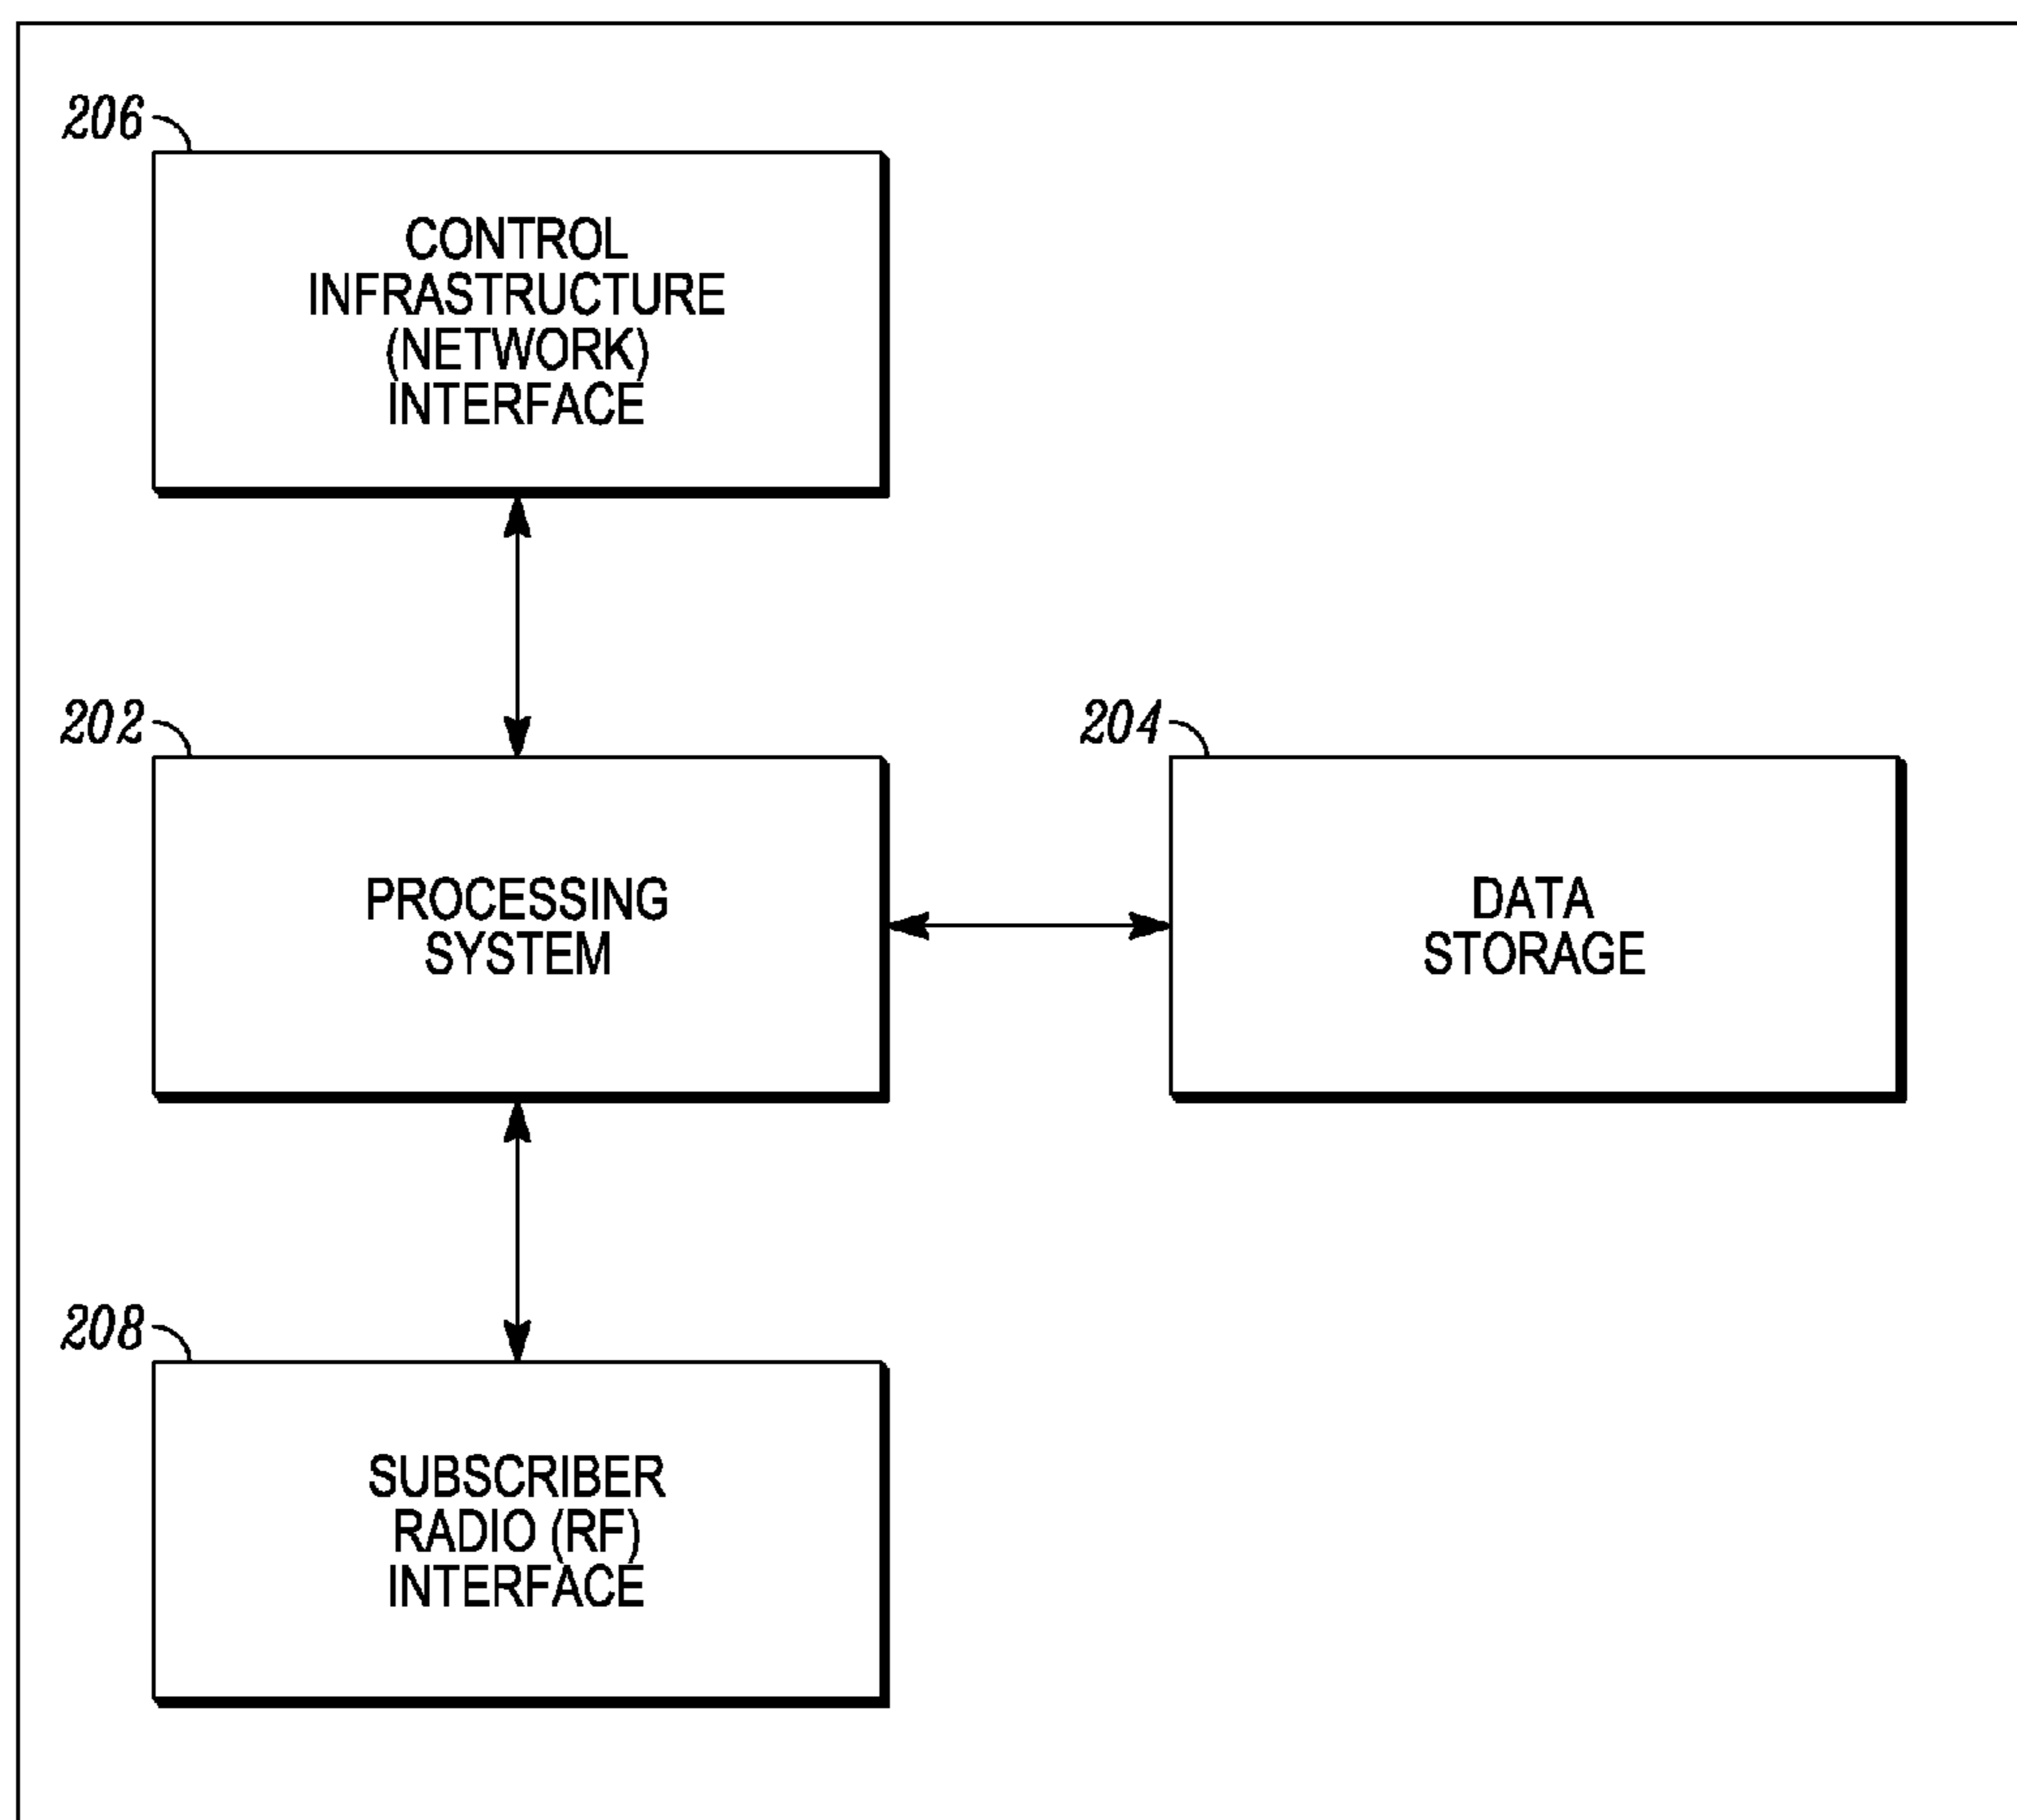 206
CONTROL
INFRASTRUCTURE
(NETWORK)
INTERFACE
202
PROCESSING
SYSTEM
204
DATA
STORAGE
208
SUBSCRIBER
RADIO (RF)
INTERFACE